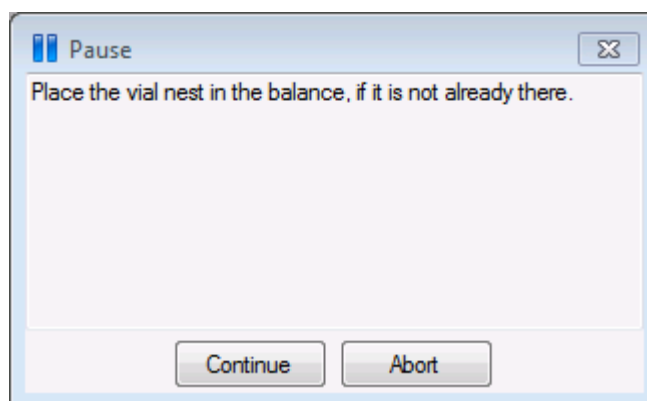 Pause
Place the vial nest in the balance, if it is not already there.
Continue Abort